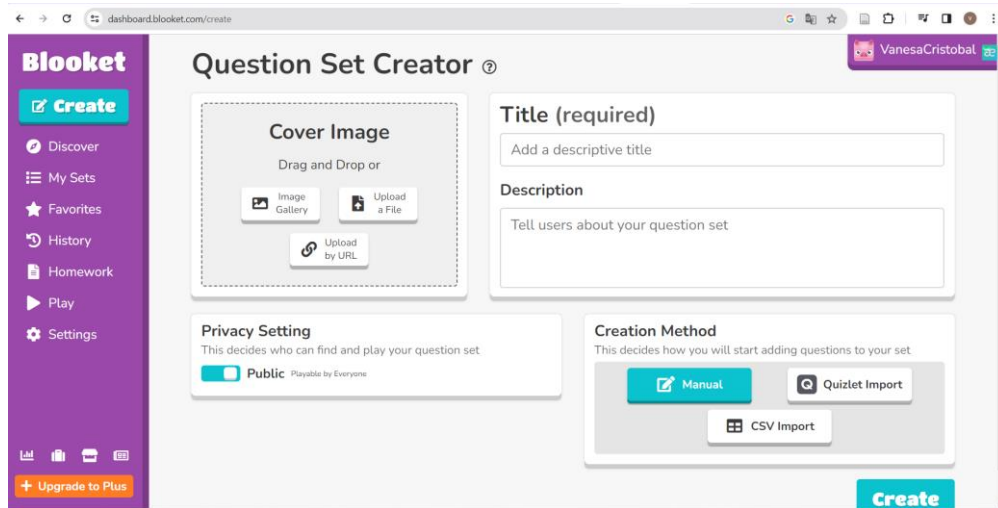 dashboard.blooket.com/create
Blooket
VanesaCristobal
Create
Discover
My Sets
Favorites
History
Homework
Play
Settings
+ Upgrade to Plus
Question Set Creator ?
Cover Image
Drag and Drop or
Image
Gallery
Upload
a File
Upload
by URL
Title (required)
Add a descriptive title
Description
Tell users about your question set
Privacy Setting
This decides who can find and play your question set
Public Playable by Everyone
Creation Method
This decides how you will start adding questions to your set
Manual
Q Quizlet Import
CSV Import
Create